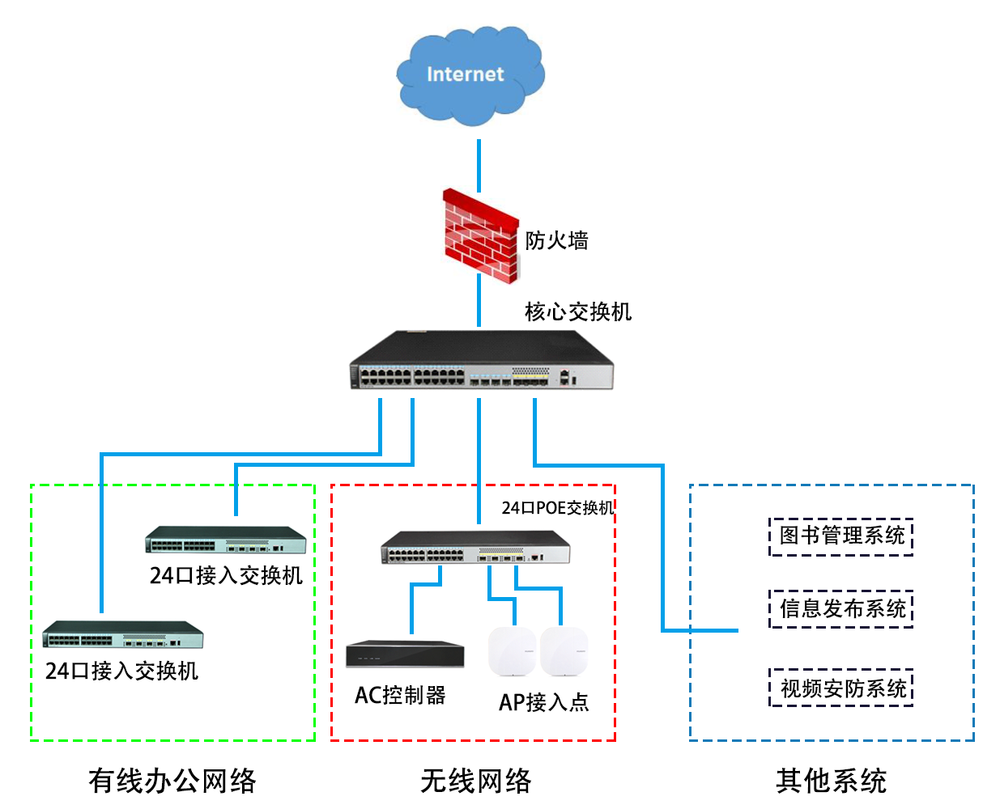 Internet
防火墙
核心交换机
24口POE交换机
图书管理系统
24口接入交换机
信息发布系统
24口接入交换机
AC控制器
AP接入点
视频安防系统
有线办公网络
无线网络
其他系统